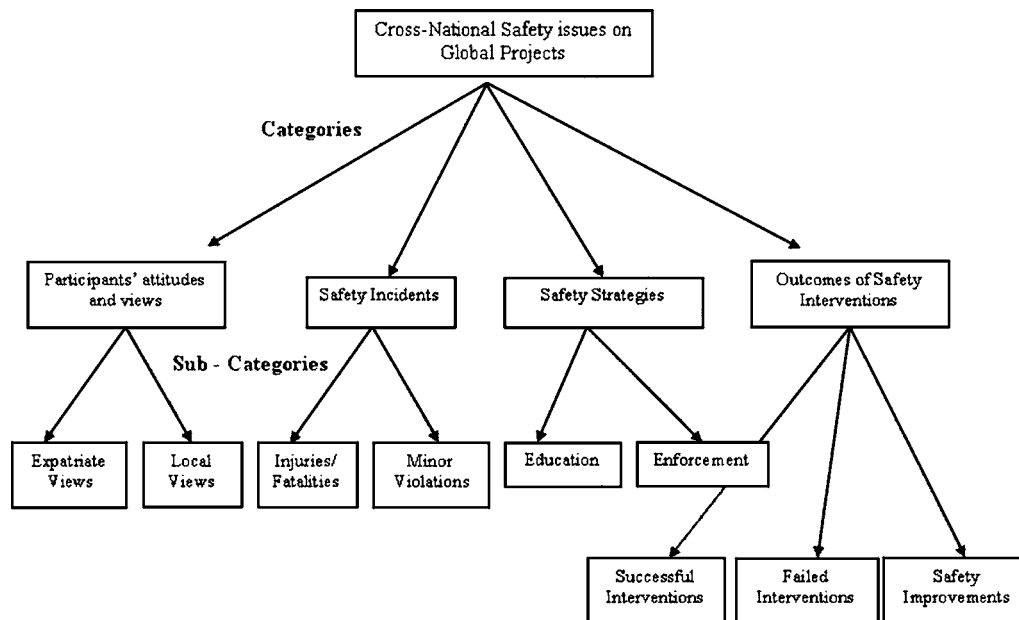 Cross-National Safety issues on
Global Projects
Categories
Participants' attitudes
and views
Safety Incidents
Safety Strategies
Outcomes of Safety
Interventions
Sub - Categories
Expatriate
Views
Local
Views
Injuries/
Fatalities
Minor
Violations
Education
Enforcement
Successful
Interventions
Failed
Interventions
Safety
Improvements